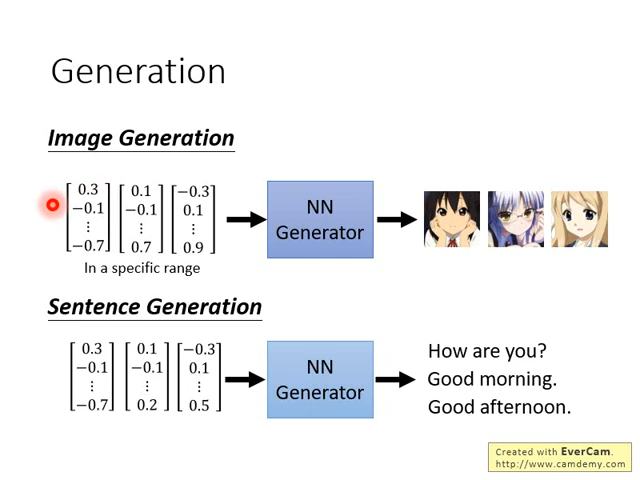 Generation
Image Generation
0.3 0.1 −0.3
−0.1 −0.1 0.1
⋮ ⋮ ⋮
−0.7 0.7 0.9
NN
Generator
In a specific range
Sentence Generation
0.3 0.1 −0.3
−0.1 −0.1 0.1
⋮ ⋮ ⋮
−0.7 0.2 0.5
NN
Generator
How are you?
Good morning.
Good afternoon.
Created with EverCam.
http://www.camdemy.com